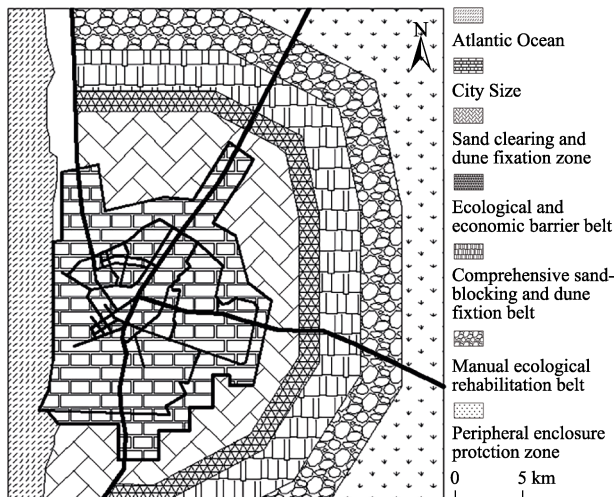 N
Atlantic Ocean
City Size
Sand clearing and
dune fixation zone
Ecological and
economic barrier belt
Comprehensive sand-
blocking and dune
fixtion belt
Manual ecological
rehabilitation belt
Peripheral enclosure
protction zone
0 5 km